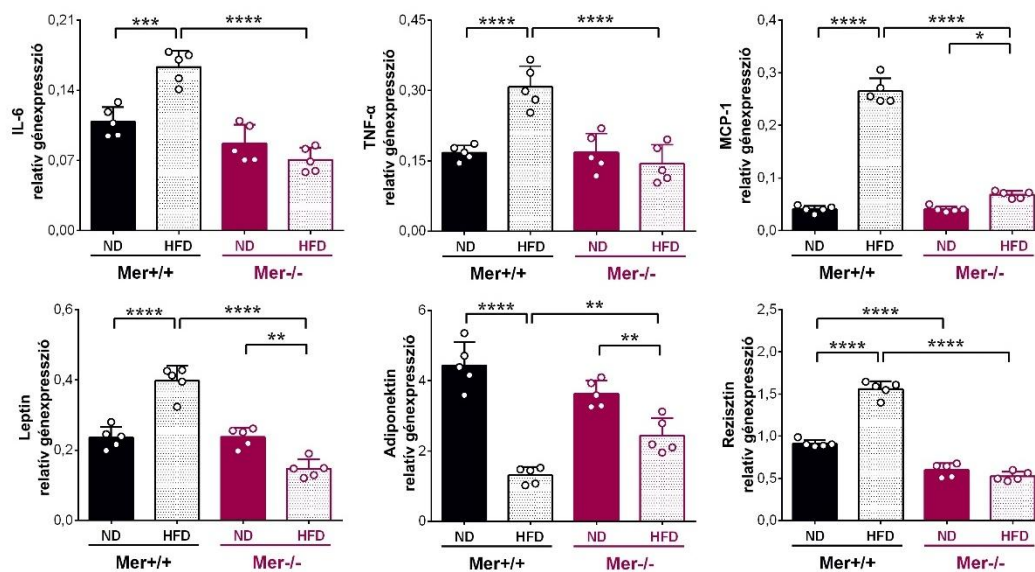 IL-6
relatív génexpresszió
0,21
0,14
0,07
0,00
***
****
ND
HFD
ND
HFD
Mer+/+
Mer-/-
TNF-α
relatív génexpresszió
0,45
0,30
0,15
0,00
****
****
ND
HFD
ND
HFD
Mer+/+
Mer-/-
MCP-1
relatív génexpresszió
0,4
0,3
0,2
0,1
0,0
****
****
*
ND
HFD
ND
HFD
Mer+/+
Mer-/-
Leptin
relatív génexpresszió
0,6
0,4
0,2
0,0
****
****
**
ND
HFD
ND
HFD
Mer+/+
Mer-/-
Adiponektin
relatív génexpresszió
6
4
2
0
****
**
**
ND
HFD
ND
HFD
Mer+/+
Mer-/-
Rezisztin
relatív génexpresszió
2,5
2,0
1,5
1,0
0,5
0,0
****
****
****
ND
HFD
ND
HFD
Mer+/+
Mer-/-